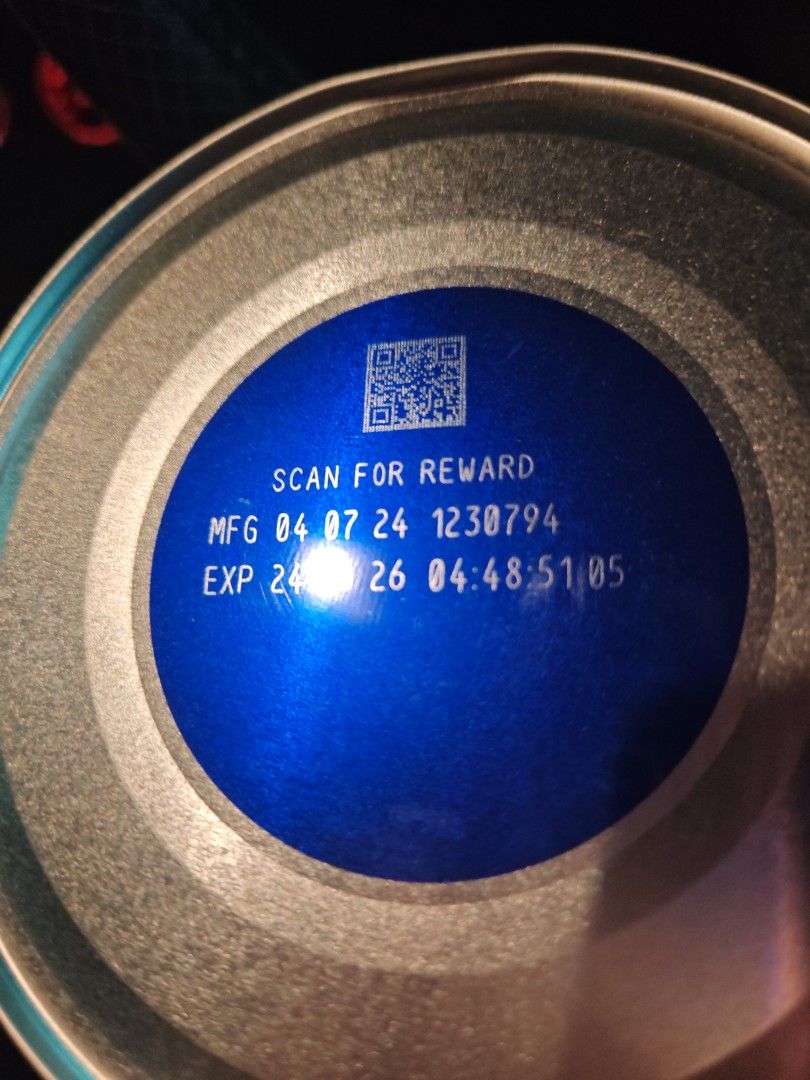 SCAN FOR REWARD
MFG 04 07 24 1230794
EXP 24 26 04:48:51 05